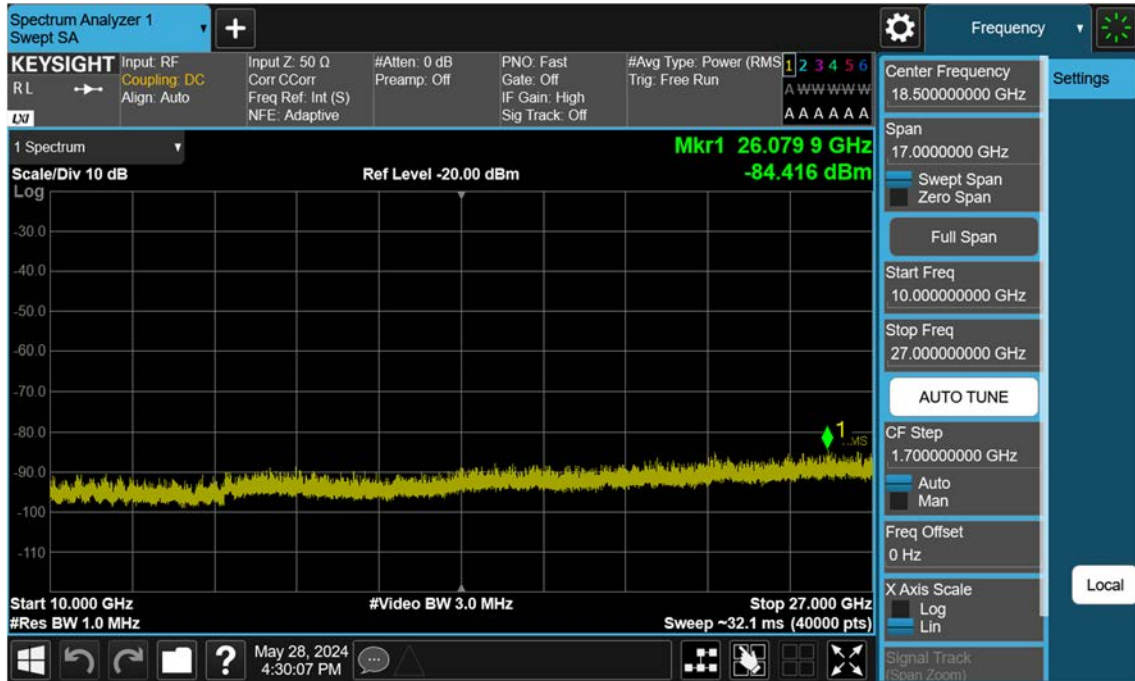 Spectrum Analyzer 1
Swept SA
Frequency
KEYSIGHT
R L
LXI
Input: RF
Coupling: DC
Align: Auto
Input Z: 50 Ω
Corr CCorr
Freq Ref: Int (S)
NFE: Adaptive
#Atten: 0 dB
Preamp: Off
PNO: Fast
Gate: Off
IF Gain: High
Sig Track: Off
#Avg Type: Power (RMS
Trig: Free Run
1 2 3 4 5 6
A W W W W W
A A A A A A
1 Spectrum
Scale/Div 10 dB
Log
Ref Level -20.00 dBm
Mkr1 26.079 9 GHz
-84.416 dBm
-30.0
-40.0
-50.0
-60.0
-70.0
-80.0
-90.0
-100
-110
1
Start 10.000 GHz
#Res BW 1.0 MHz
#Video BW 3.0 MHz
Stop 27.000 GHz
Sweep ~32.1 ms (40000 pts)
May 28, 2024
4:30:07 PM
?
Center Frequency
18.500000000 GHz
Span
17.0000000 GHz
Swept Span
Zero Span
Full Span
Start Freq
10.000000000 GHz
Stop Freq
27.000000000 GHz
AUTO TUNE
CF Step
1.700000000 GHz
Auto
Man
Freq Offset
0 Hz
X Axis Scale
Log
Lin
Signal Track
(Span Zoom)
Settings
Local